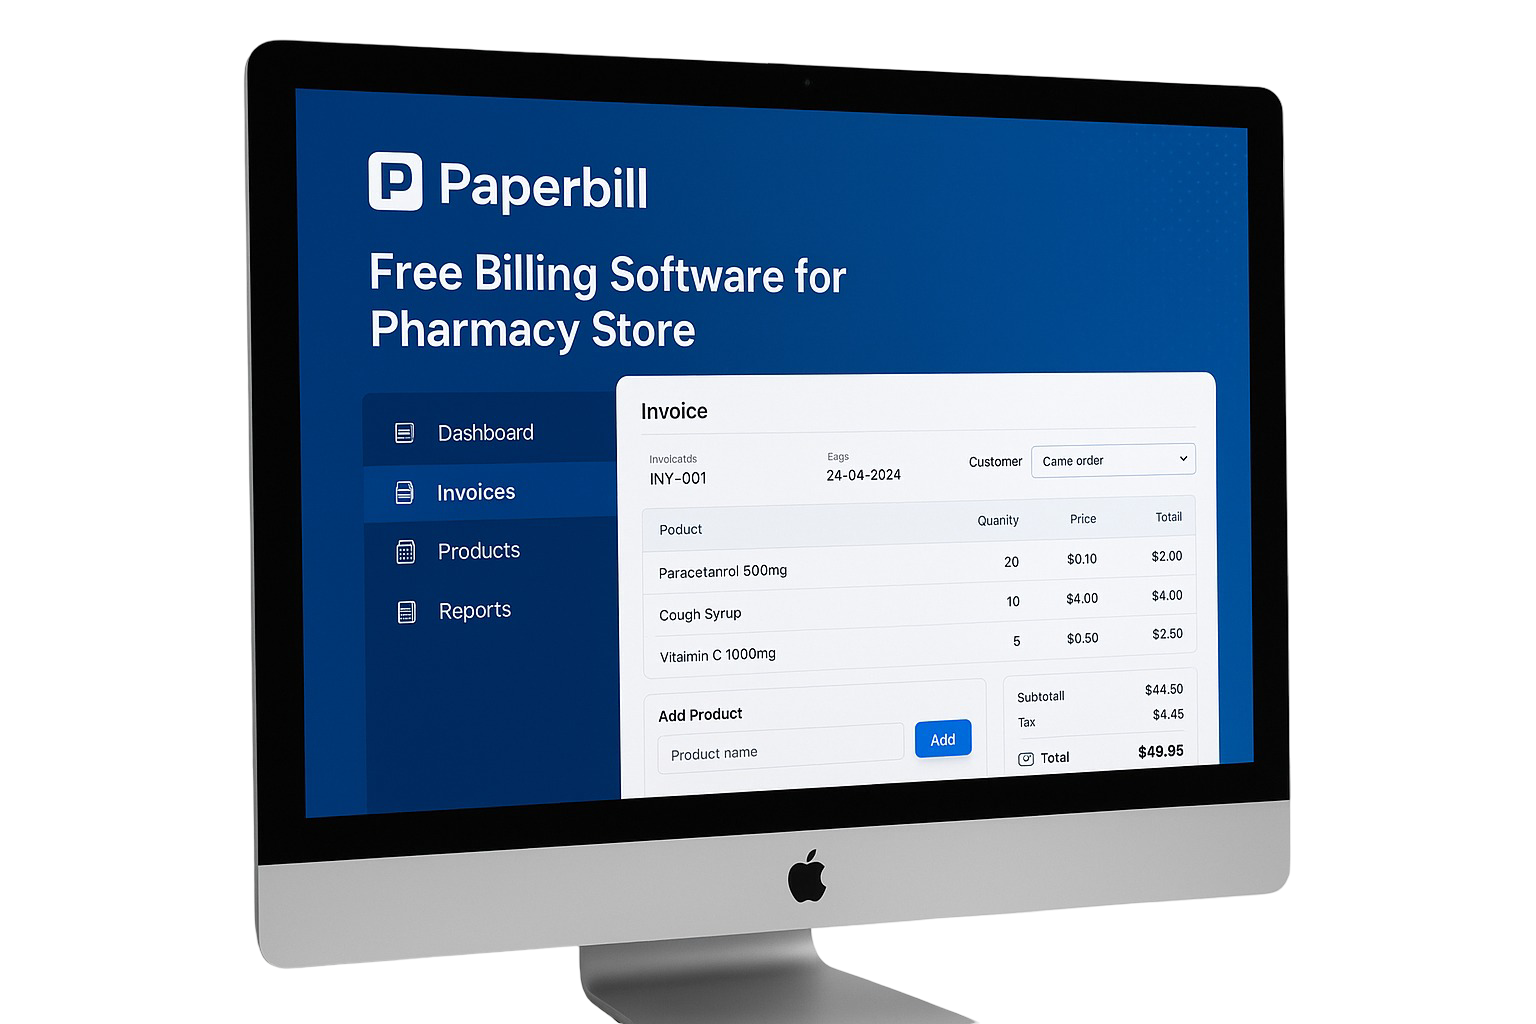 Paperbill
Free Billing Software for
Pharmacy Store
Dashboard
Invoices
Products
Reports
Invoice
Involcatds
INY-001
Eags
24-04-2024
Customer
Came order
Poduct Quanity Price Totail
Paracetanrol 500mg 20 $0.10 $2.00
Cough Syrup 10 $4.00 $4.00
Vitaimin C 1000mg 5 $0.50 $2.50
Add Product
Product name
Add
Subtotall $44.50
Tax $4.45
Total $49.95